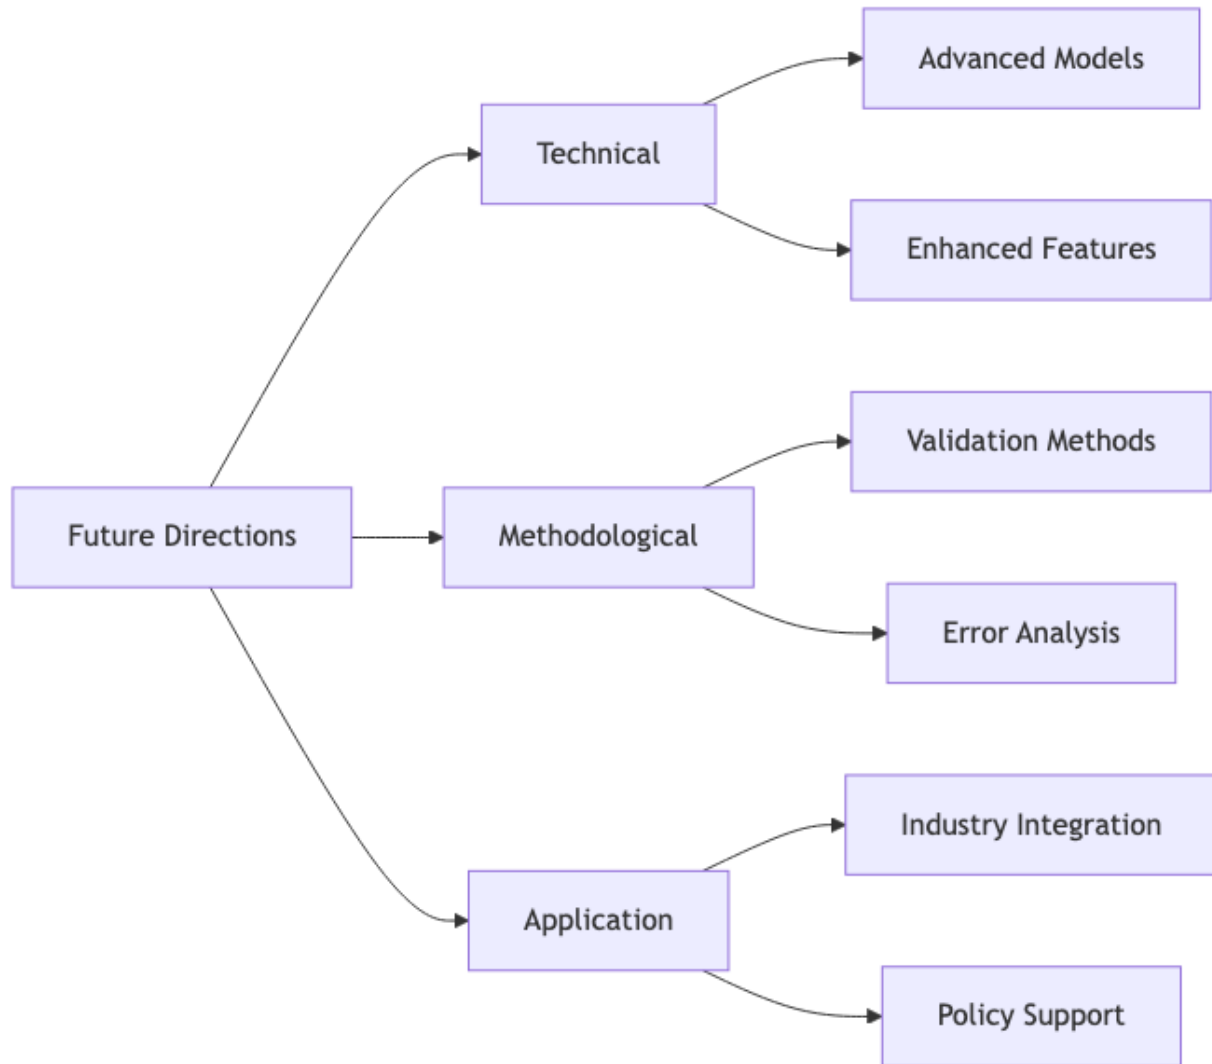 Advanced Models
Technical
Enhanced Features
Validation Methods
Future Directions
Methodological
Error Analysis
Industry Integration
Application
Policy Support